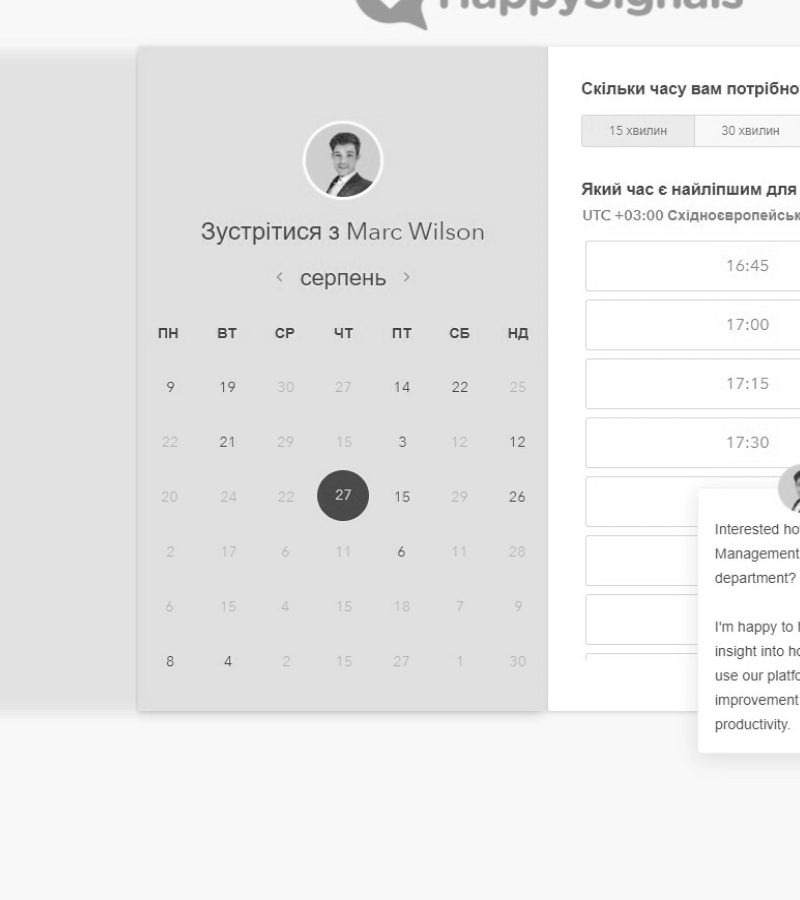 HappySignals
Зустрітися з Marc Wilson
серпень
ПН ВТ СР ЧТ ПТ СБ НД
9 19 30 27 14 22 25
22 21 29 15 3 12 12
20 24 22 27 15 29 26
2 17 6 11 6 11 28
6 15 4 15 18 7 9
8 4 2 15 27 1 30
Скільки часу вам потрібно
15 хвилин 30 хвилин
Який час є найліпшим для
UTC +03:00 Східноєвропейськ
16:45
17:00
17:15
17:30
Interested ho
Management
department?
I'm happy to
insight into ho
use our platfo
improvement
productivity.